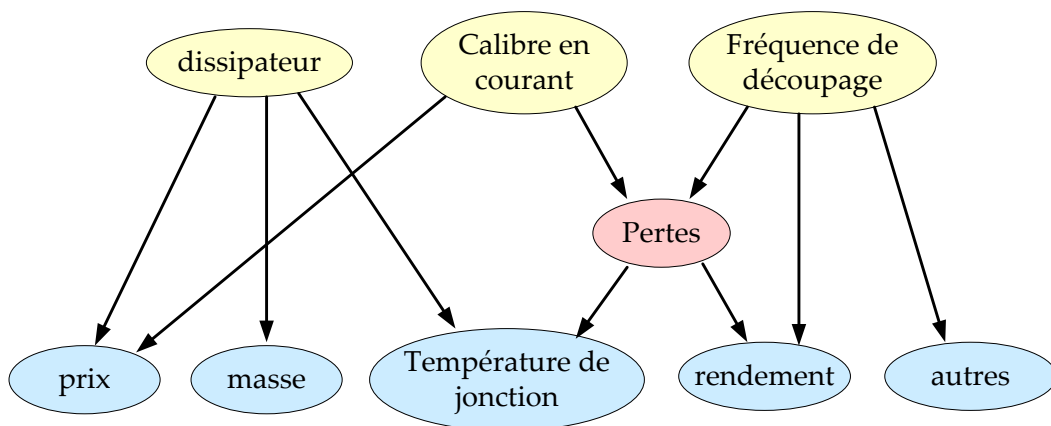 dissipateur
Calibre en
courant
Fréquence de
découpage
Pertes
prix
masse
Température de
jonction
rendement
autres